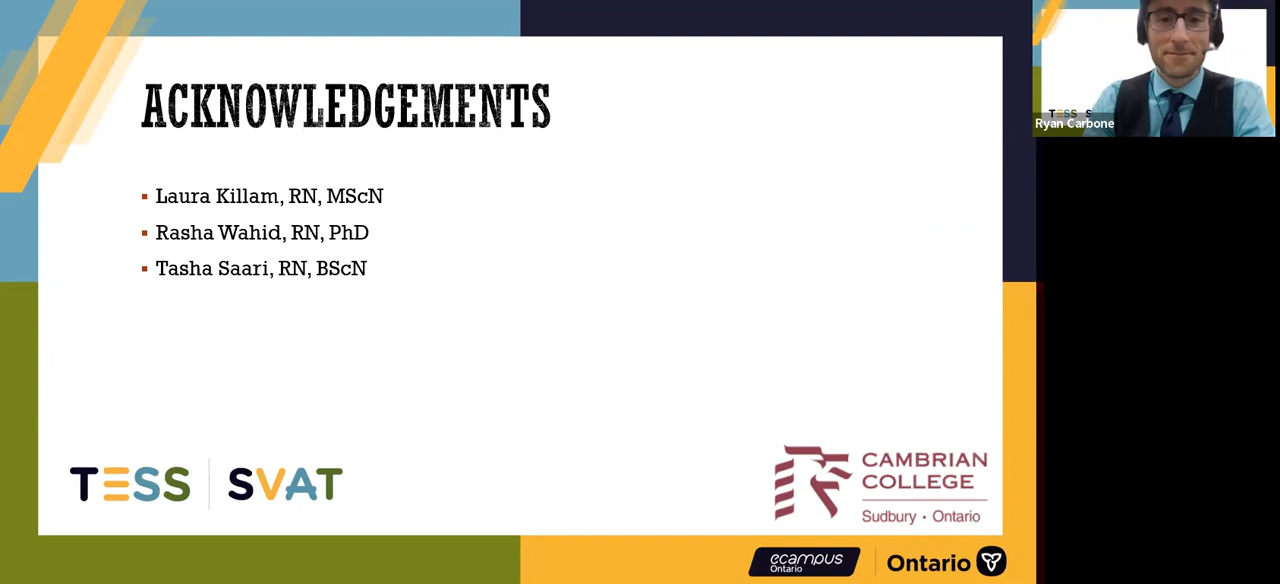 ACKNOWLEDGEMENTS
Laura Killam, RN, MScN
Rasha Wahid, RN, PhD
Tasha Saari, RN, BScN
TESS | SVAT
CAMBRIAN
COLLEGE
Sudbury • Ontario
ecampus
Ontario
Ontario
TESS S
Ryan Carbone